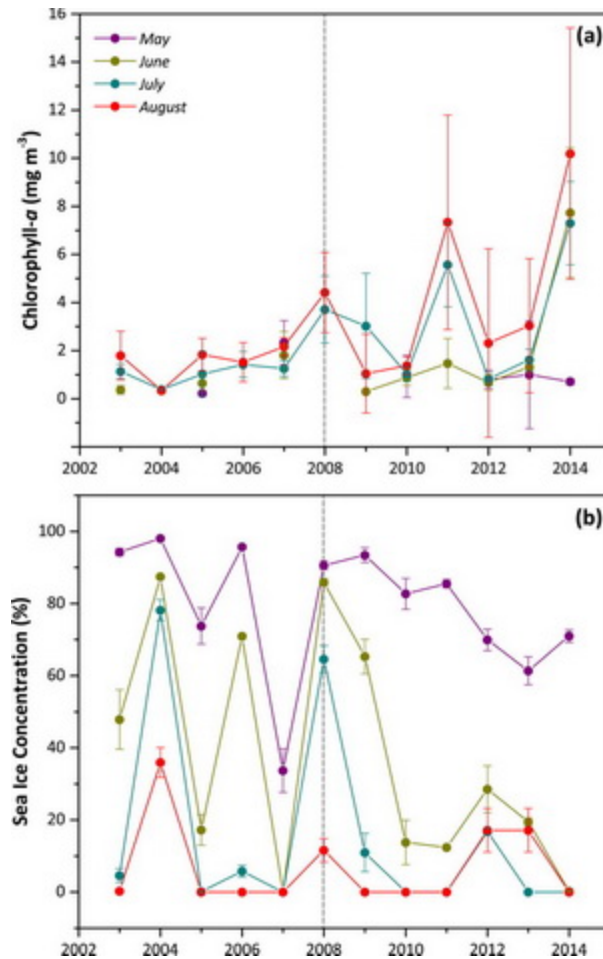 (a)
May
June
July
August
Chlorophyll-a (mg m⁻³)
16
14
12
10
8
6
4
2
0
2002 2004 2006 2008 2010 2012 2014
(b)
Sea Ice Concentration (%)
100
80
60
40
20
0
2002 2004 2006 2008 2010 2012 2014